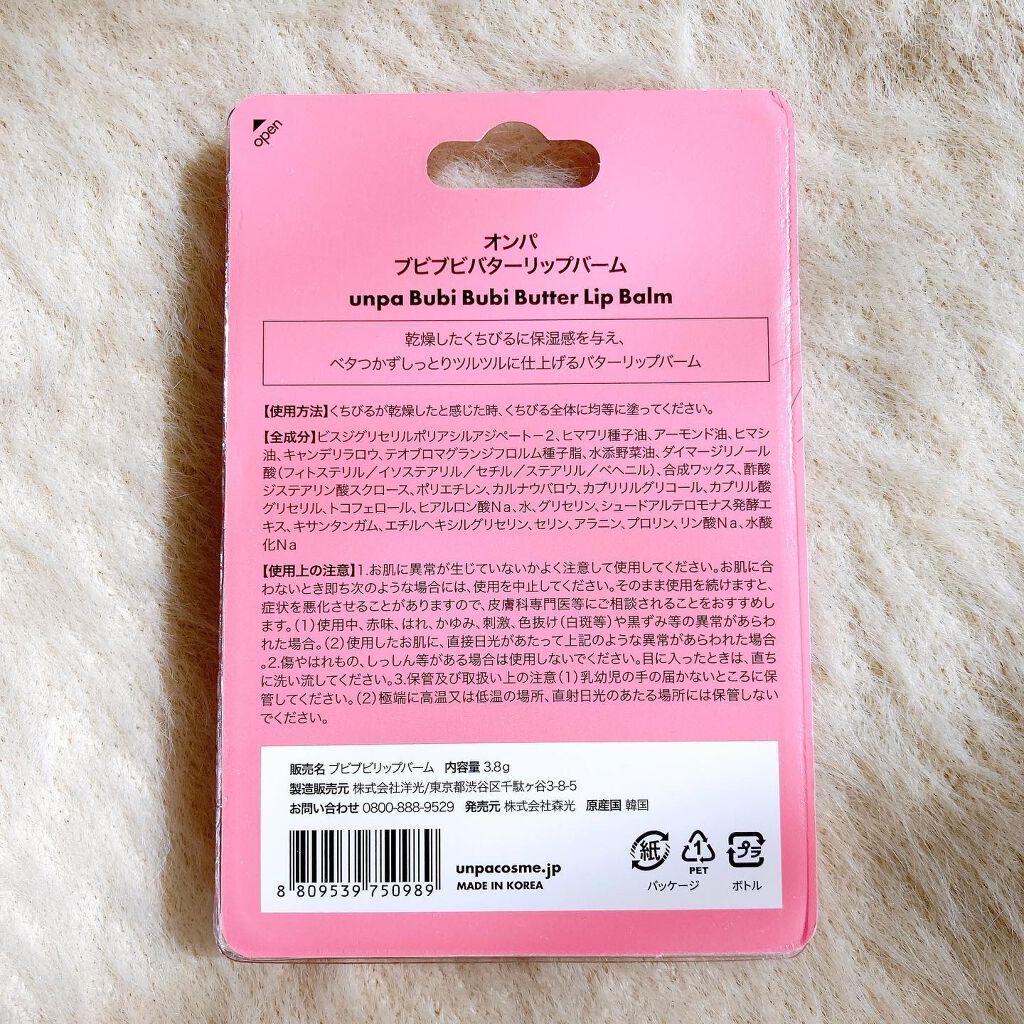 open
オンパ
ブビブビバターリップバーム
unpa Bubi Bubi Butter Lip Balm
乾燥したくちびるに保湿感を与え、
ベタつかずしっとりツルツルに仕上げるバターリップバーム
【使用方法】くちびるが乾燥したと感じた時、くちびる全体に均等に塗ってください。
【全成分】ビスジグリセリルポリアシルアジペート－2、ヒマワリ種子油、アーモンド油、ヒマシ
油、キャンデリラロウ、テオブロマグランジフロルム種子脂、水添野菜油、ダイマージリノール
酸(フィトステリル／イソステアリル／セチル／ステアリル／ベヘニル)、合成ワックス、酢酸
ジステアリン酸スクロース、ポリエチレン、カルナウバロウ、カプリリルグリコール、カプリル酸
グリセリル、トコフェロール、ヒアルロン酸Na、水、グリセリン、シュードアルテロモナス発酵エ
キス、キサンタンガム、エチルヘキシルグリセリン、セリン、アラニン、プロリン、リン酸Na、水酸
化Na
【使用上の注意】1.お肌に異常が生じていないかよく注意して使用してください。お肌に合
わないとき即ち次のような場合には、使用を中止してください。そのまま使用を続けますと、
症状を悪化させることがありますので、皮膚科専門医等にご相談されることをおすすめし
ます。(1)使用中、赤味、はれ、かゆみ、刺激、色抜け(白斑等)や黒ずみ等の異常があらわ
れた場合。(2)使用したお肌に、直接日光があたって上記のような異常があらわれた場合
。2.傷やはれもの、しっしん等がある場合は使用しないでください。目に入ったときは、直ち
に洗い流してください。3.保管及び取扱い上の注意(1)乳幼児の手の届かないところに保
管してください。(2)極端に高温又は低温の場所、直射日光のあたる場所には保管しない
でください。
販売名 ブビブビリップバーム 内容量 3.8g
製造販売元 株式会社洋光/東京都渋谷区千駄ヶ谷3-8-5
お問い合わせ 0800-888-9529 発売元 株式会社森光 原産国 韓国
8 809539 750989
unpacosme.jp
MADE IN KOREA
紙 1 プラ
PET
パッケージ ボトル